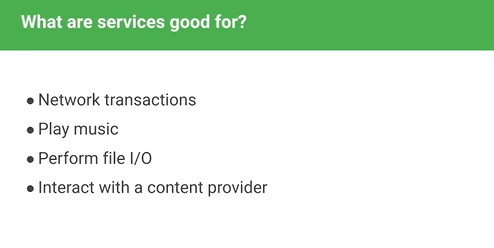 What are services good for?
● Network transactions
● Play music
● Perform file I/O
● Interact with a content provider